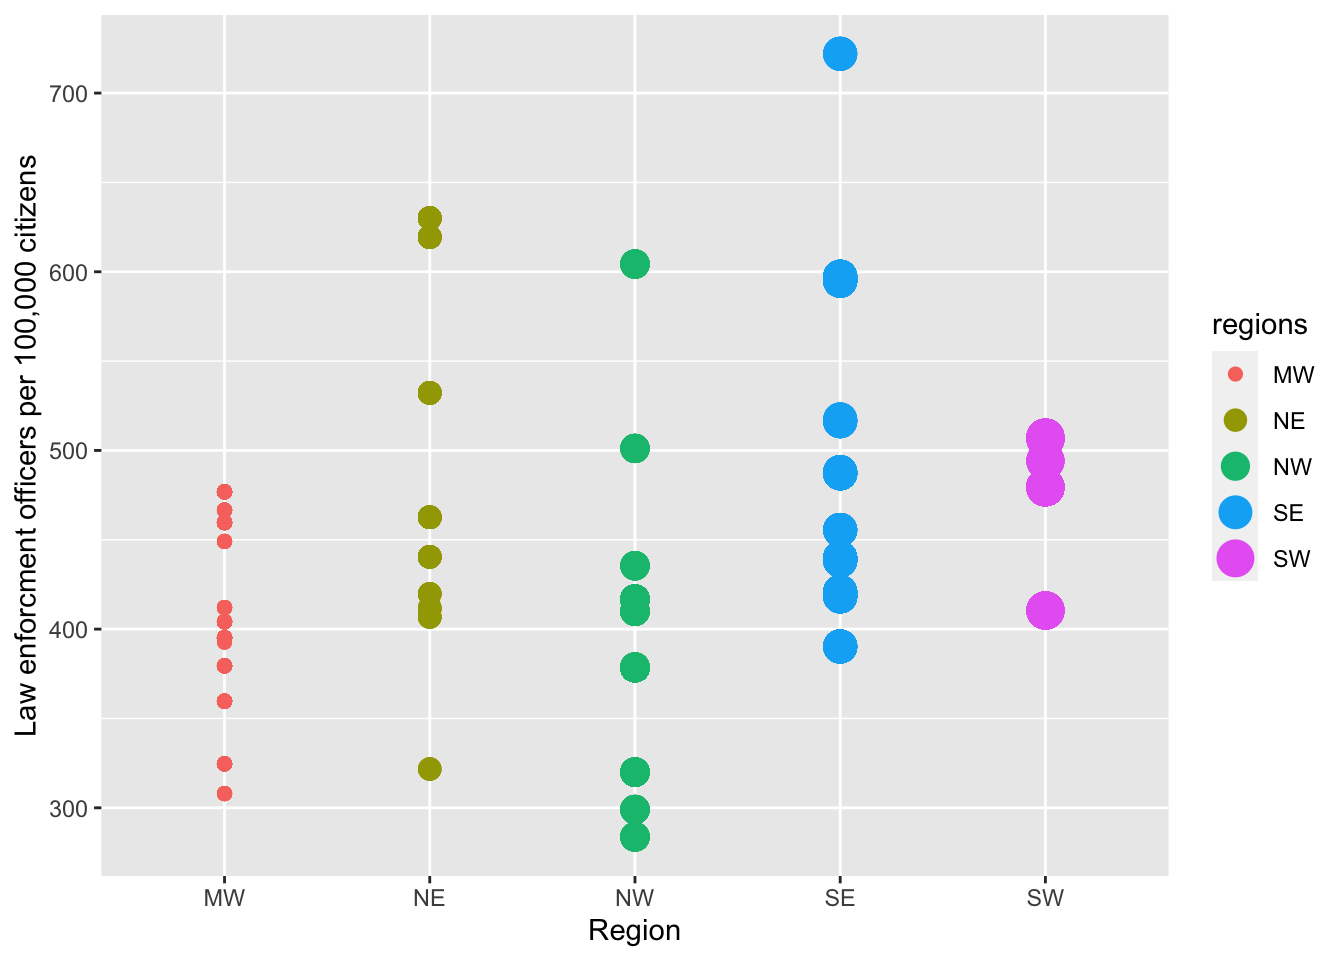 Law enforcment officers per 100,000 citizens
700
600
500
400
300
MW NE NW SE SW
Region
regions
MW
NE
NW
SE
SW